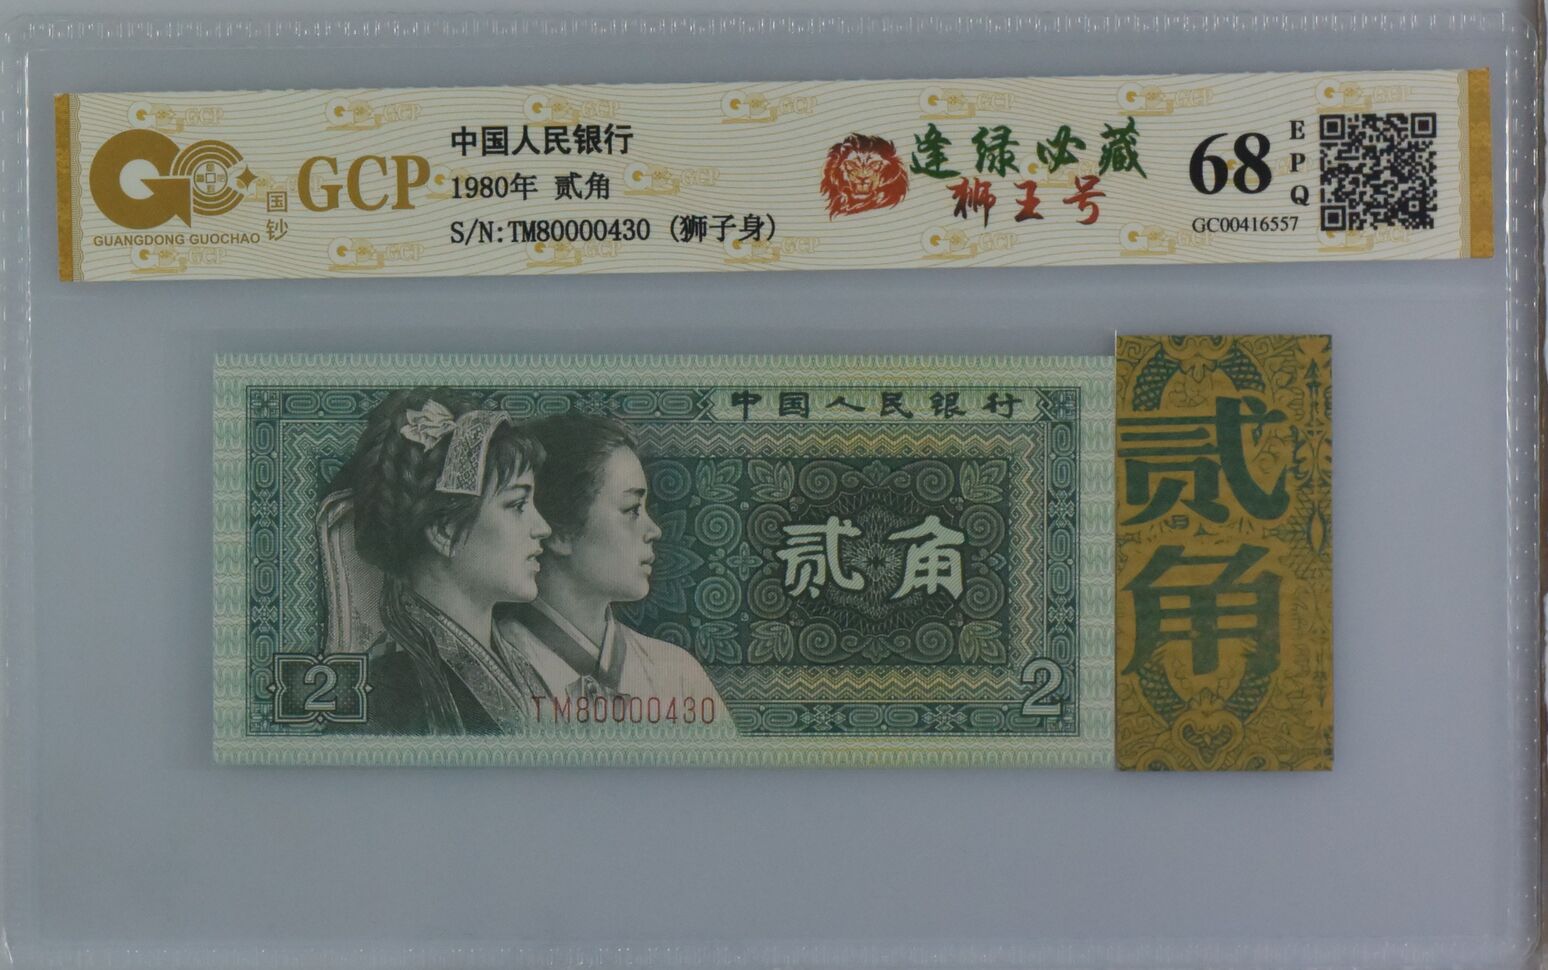 GUANGDONG GUOCHAO
国钞
GCP
中国人民银行
1980年 贰角
S/N:TM80000430 (狮子身)
逢绿必藏
狮王号
68
EPQ
GC00416557
中国人民银行
贰角
2
TM80000430
2
贰角